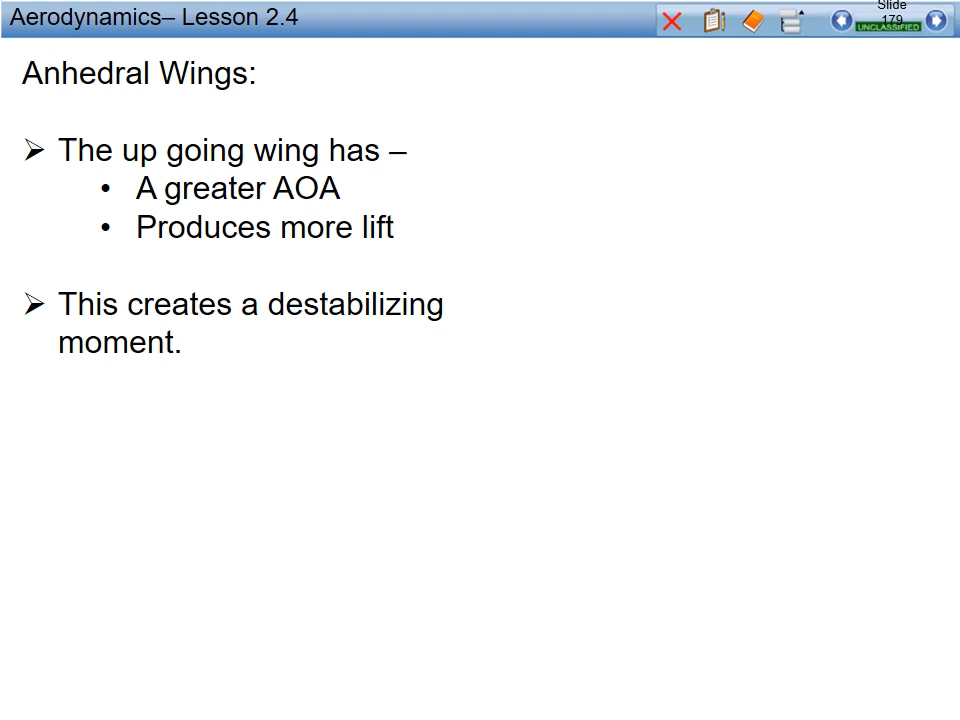 Aerodynamics– Lesson 2.4
Slide
179
UNCLASSIFIED
Anhedral Wings:
➢ The up going wing has –
• A greater AOA
• Produces more lift
➢ This creates a destabilizing
moment.